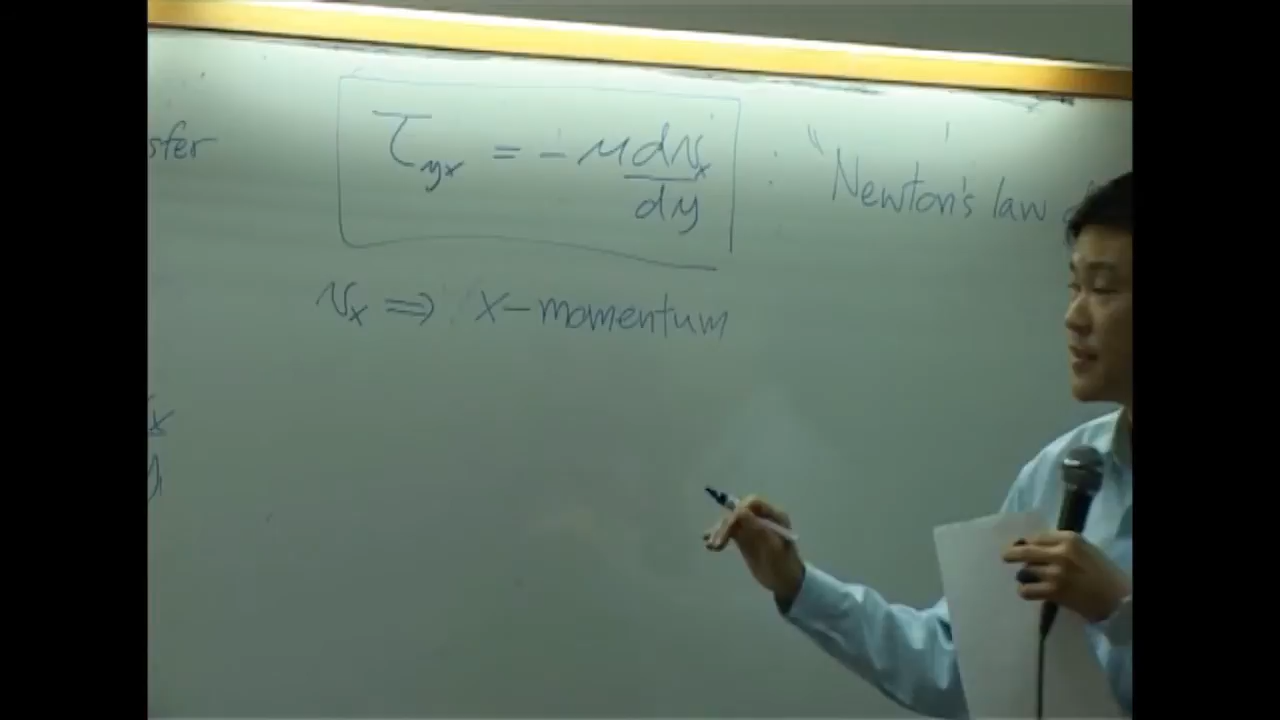 sfer
τyx = - μ dvx/dy : "Newton's law
vx ⇒ x-momentum